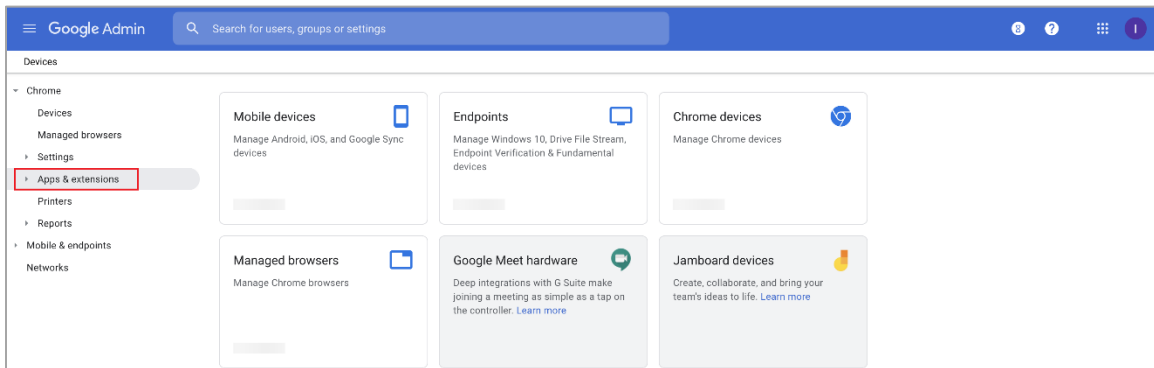 Google Admin
Search for users, groups or settings
8
?
I
Devices
Chrome
Devices
Managed browsers
Settings
Apps & extensions
Printers
Reports
Mobile & endpoints
Networks
Mobile devices
Manage Android, iOS, and Google Sync
devices
Endpoints
Manage Windows 10, Drive File Stream,
Endpoint Verification & Fundamental
devices
Chrome devices
Manage Chrome devices
Managed browsers
Manage Chrome browsers
Google Meet hardware
Deep integrations with G Suite make
joining a meeting as simple as a tap on
the controller. Learn more
Jamboard devices
Create, collaborate, and bring your
team's ideas to life. Learn more